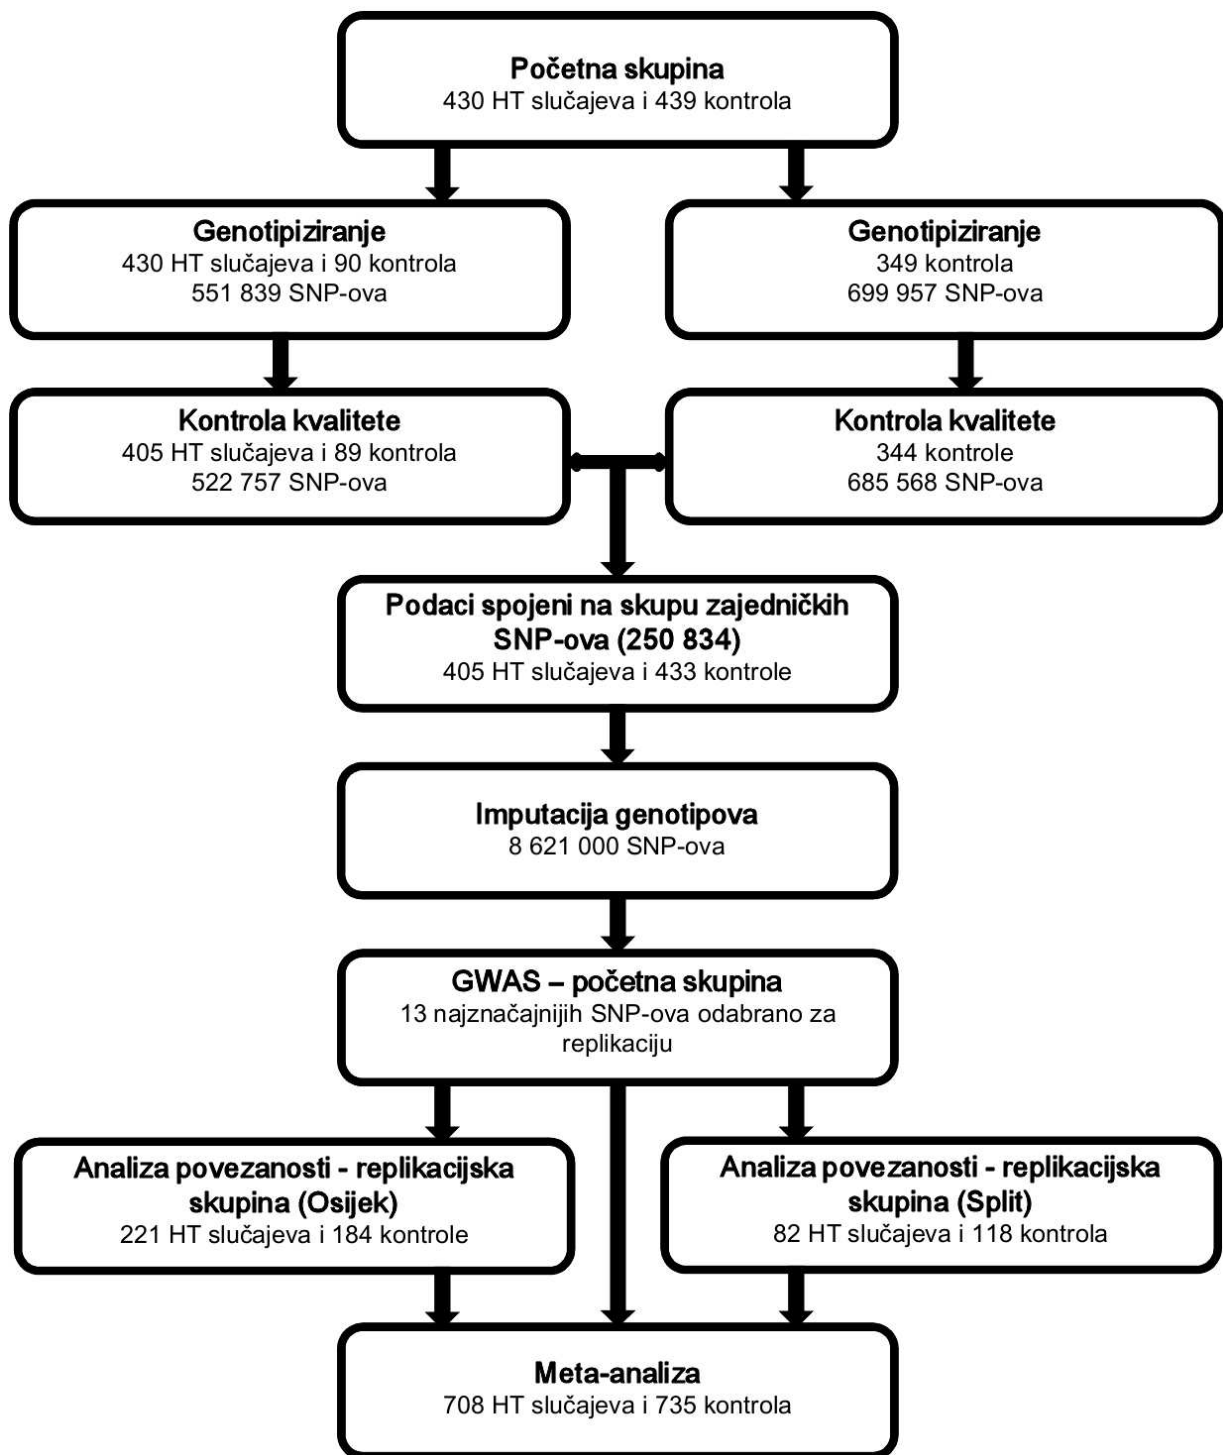 Početna skupina
430 HT slučajeva i 439 kontrola
Genotipiziranje
430 HT slučajeva i 90 kontrola
551 839 SNP-ova
Genotipiziranje
349 kontrola
699 957 SNP-ova
Kontrola kvalitete
405 HT slučajeva i 89 kontrola
522 757 SNP-ova
Kontrola kvalitete
344 kontrole
685 568 SNP-ova
Podaci spojeni na skupu zajedničkih
SNP-ova (250 834)
405 HT slučajeva i 433 kontrole
Imputacija genotipova
8 621 000 SNP-ova
GWAS – početna skupina
13 najznačajnijih SNP-ova odabrano za
replikaciju
Analiza povezanosti - replikacijska
skupina (Osijek)
221 HT slučajeva i 184 kontrole
Analiza povezanosti - replikacijska
skupina (Split)
82 HT slučajeva i 118 kontrola
Meta-analiza
708 HT slučajeva i 735 kontrola